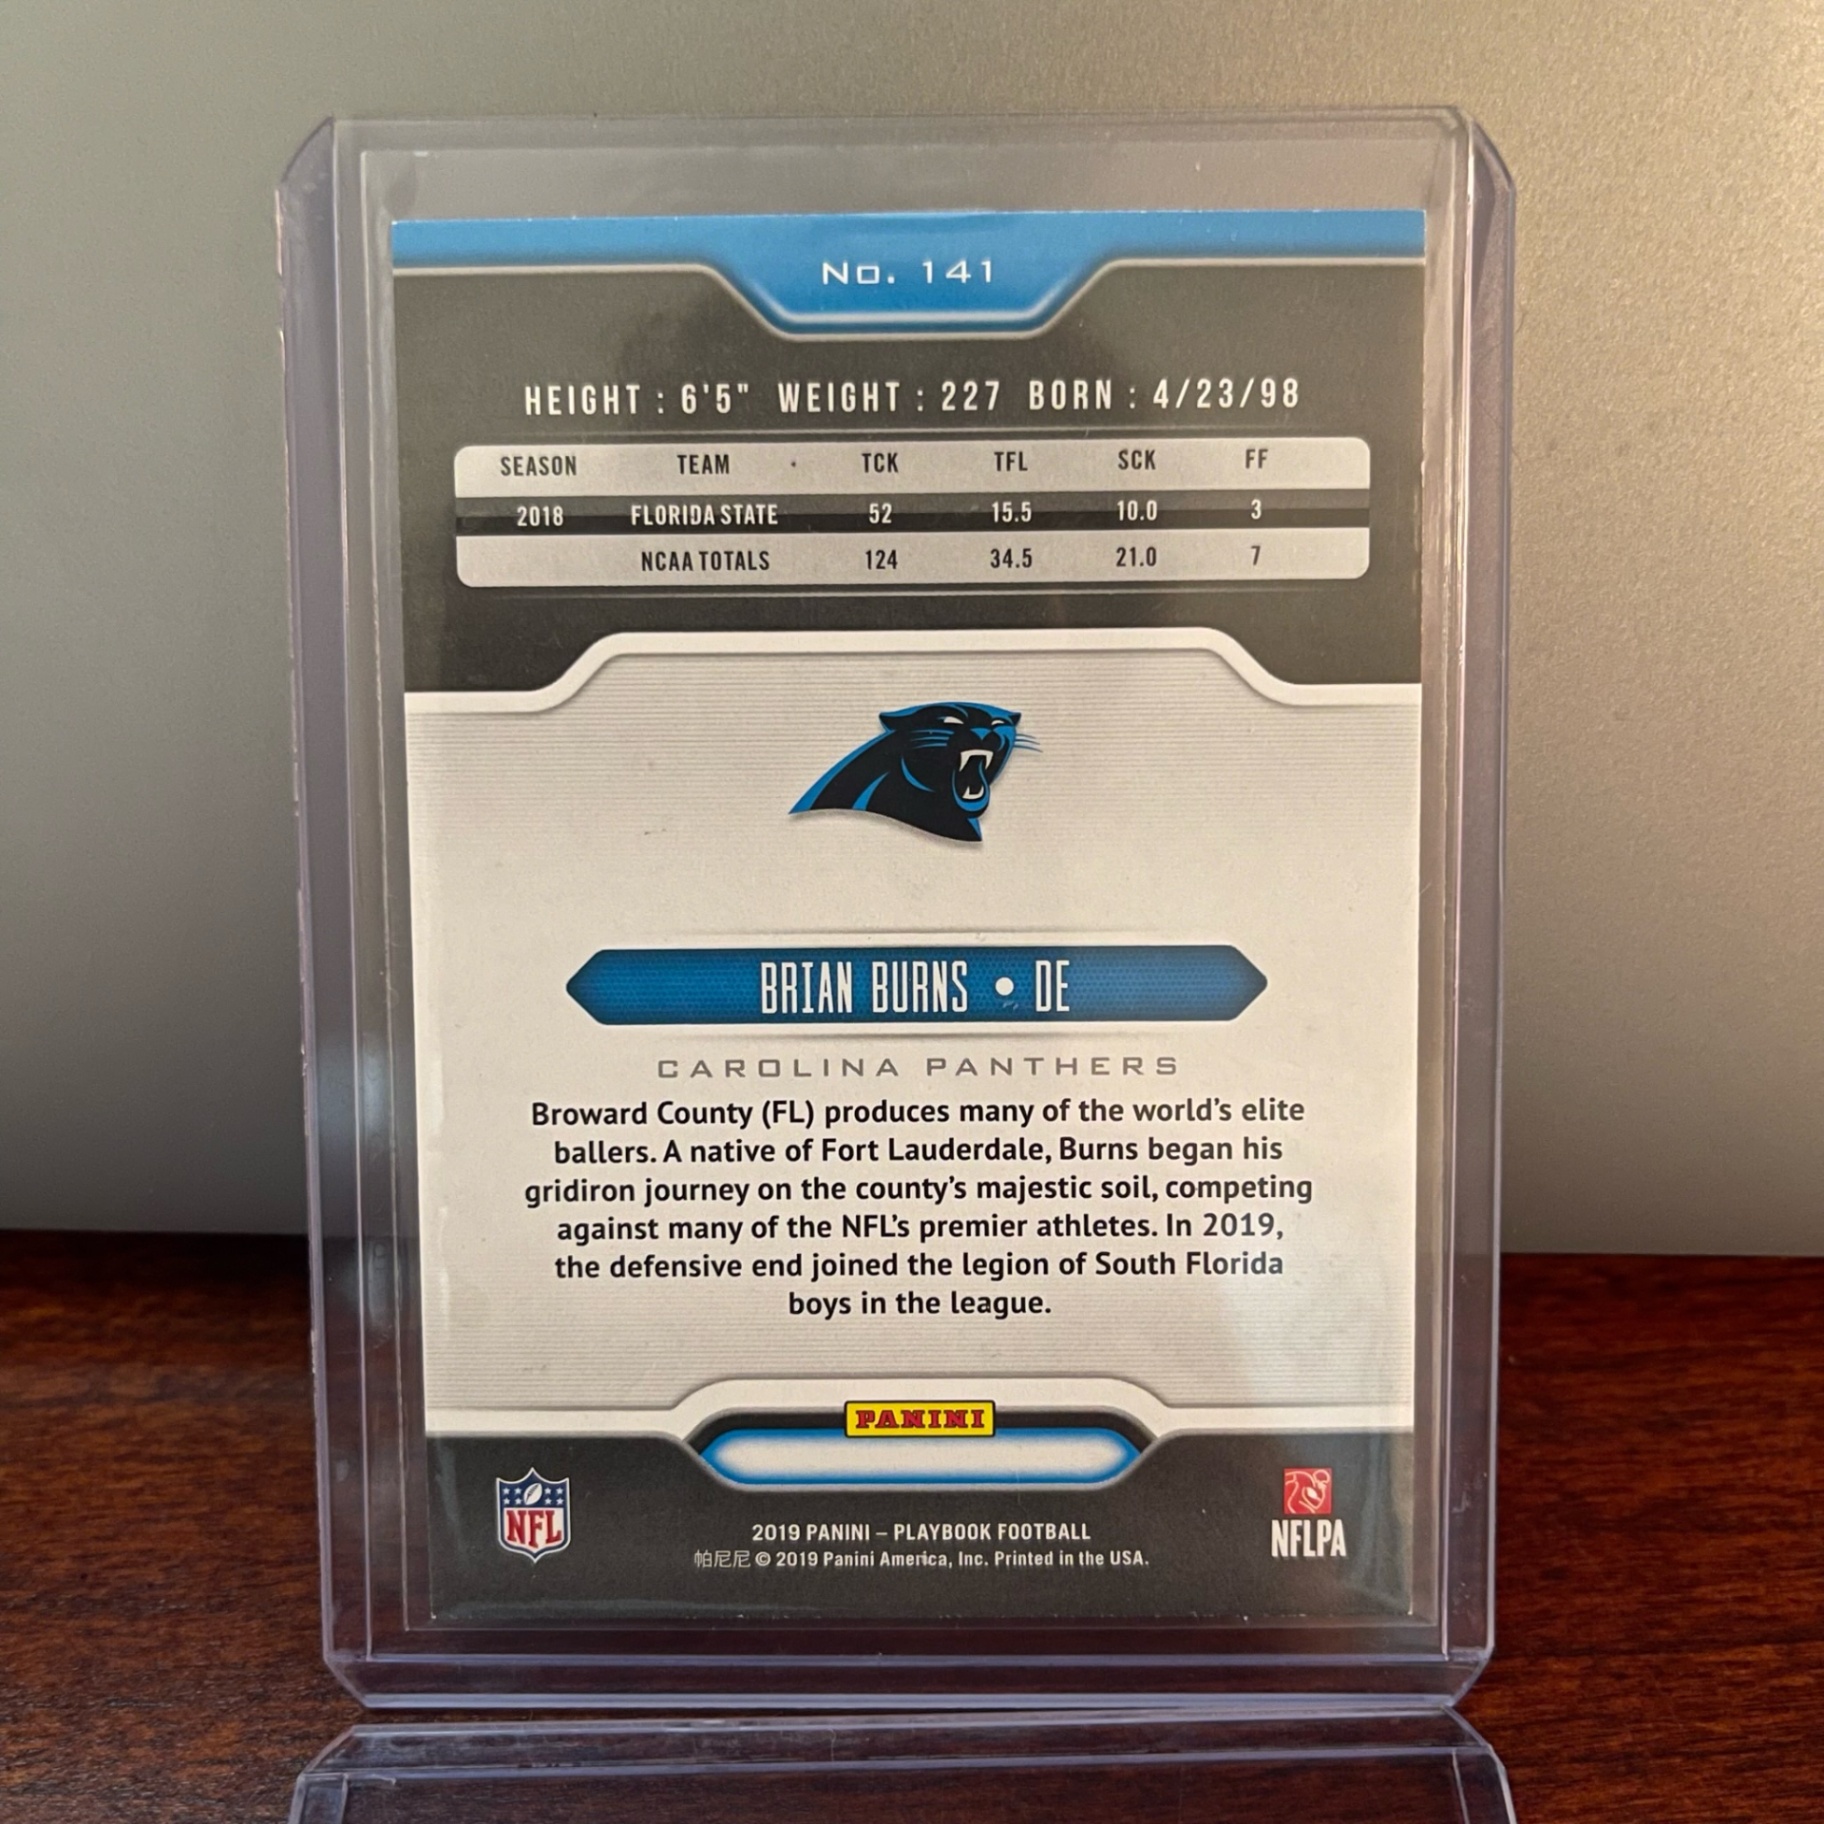 No. 141
HEIGHT : 6'5" WEIGHT : 227 BORN : 4/23/98
SEASON TEAM TCK TFL SCK FF
2018 FLORIDA STATE 52 15.5 10.0 3
NCAA TOTALS 124 34.5 21.0 7
BRIAN BURNS • DE
CAROLINA PANTHERS
Broward County (FL) produces many of the world's elite
ballers. A native of Fort Lauderdale, Burns began his
gridiron journey on the county's majestic soil, competing
against many of the NFL's premier athletes. In 2019,
the defensive end joined the legion of South Florida
boys in the league.
PANINI
NFL
NFLPA
2019 PANINI – PLAYBOOK FOOTBALL
帕尼尼 © 2019 Panini America, Inc. Printed in the USA.